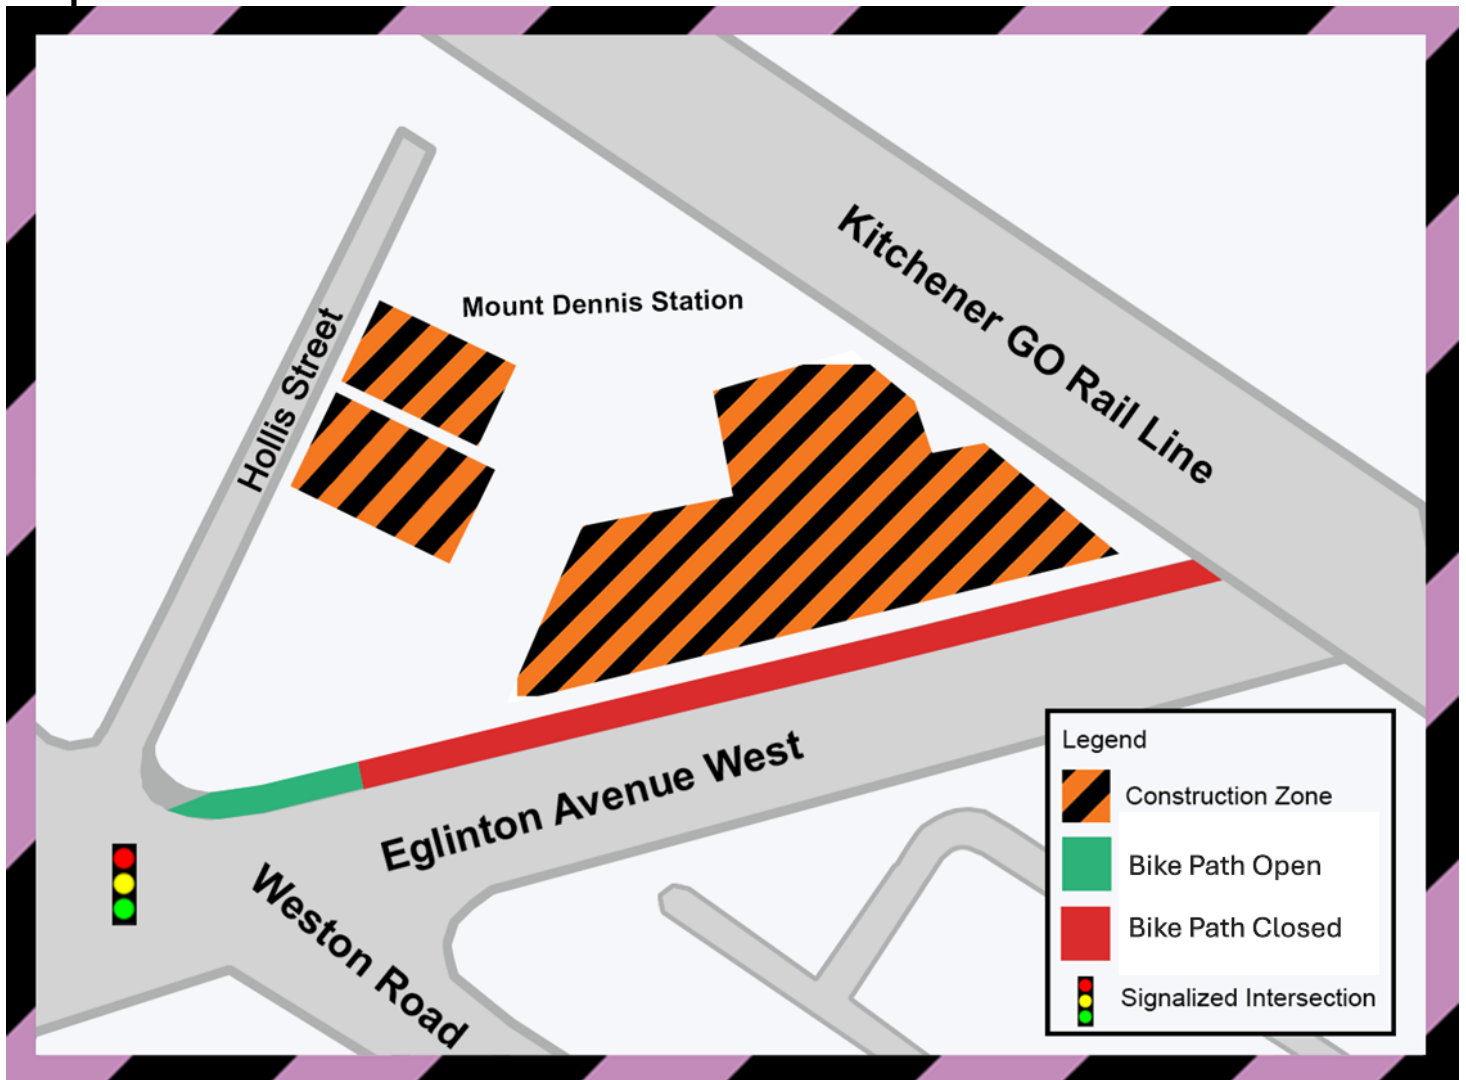 Kitchener GO Rail Line
Mount Dennis Station
Hollis Street
Eglinton Avenue West
Weston Road
Legend
Construction Zone
Bike Path Open
Bike Path Closed
Signalized Intersection